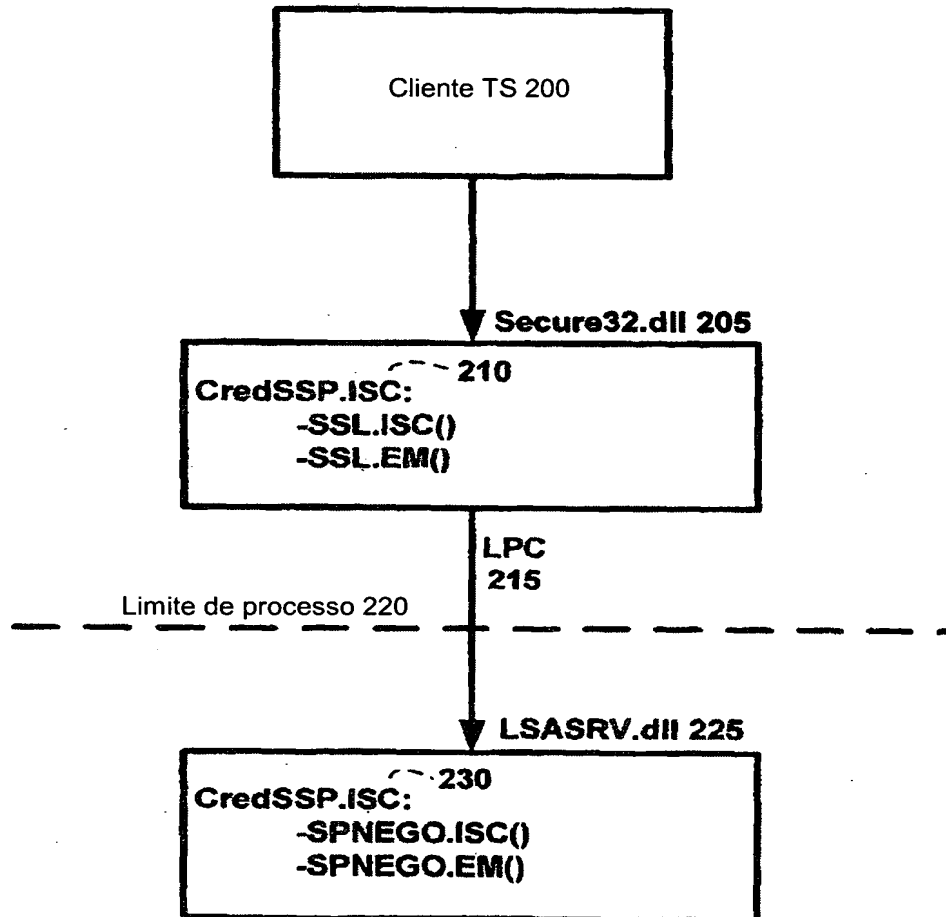 Cliente TS 200
Secure32.dll 205
210
CredSSP.ISC:
-SSL.ISC()
-SSL.EM()
LPC
215
Limite de processo 220
LSASRV.dll 225
230
CredSSP.ISC:
-SPNEGO.ISC()
-SPNEGO.EM()